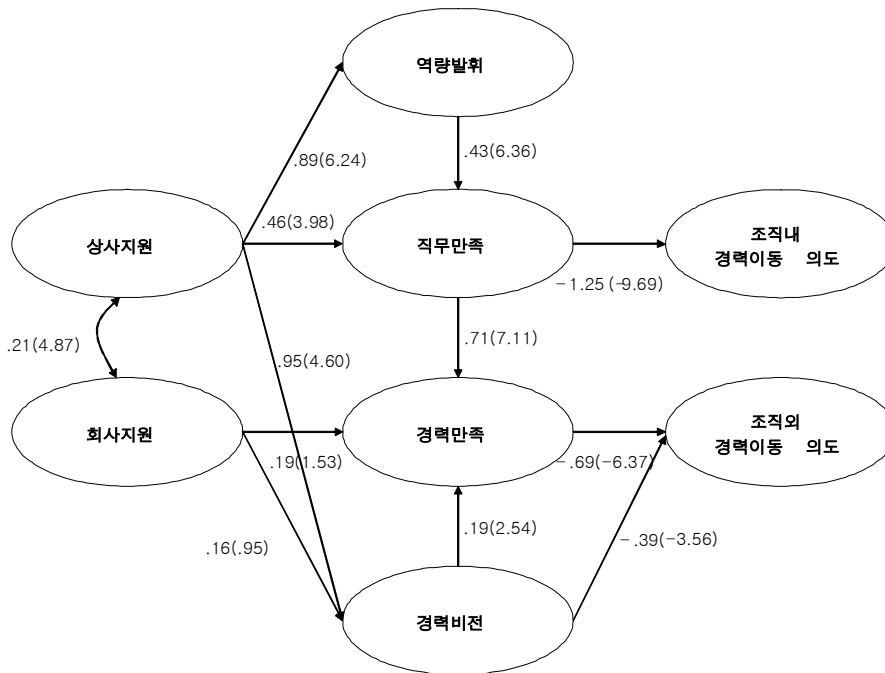 역량발휘
.89(6.24)
.43(6.36)
상사지원
.46(3.98)
직무만족
조직내
경력이동 의도
-1.25 (-9.69)
.21(4.87)
.95(4.60)
.71(7.11)
회사지원
경력만족
조직외
경력이동 의도
.19(1.53)
-.69(-6.37)
.16(.95)
.19(2.54)
-.39(-3.56)
경력비전